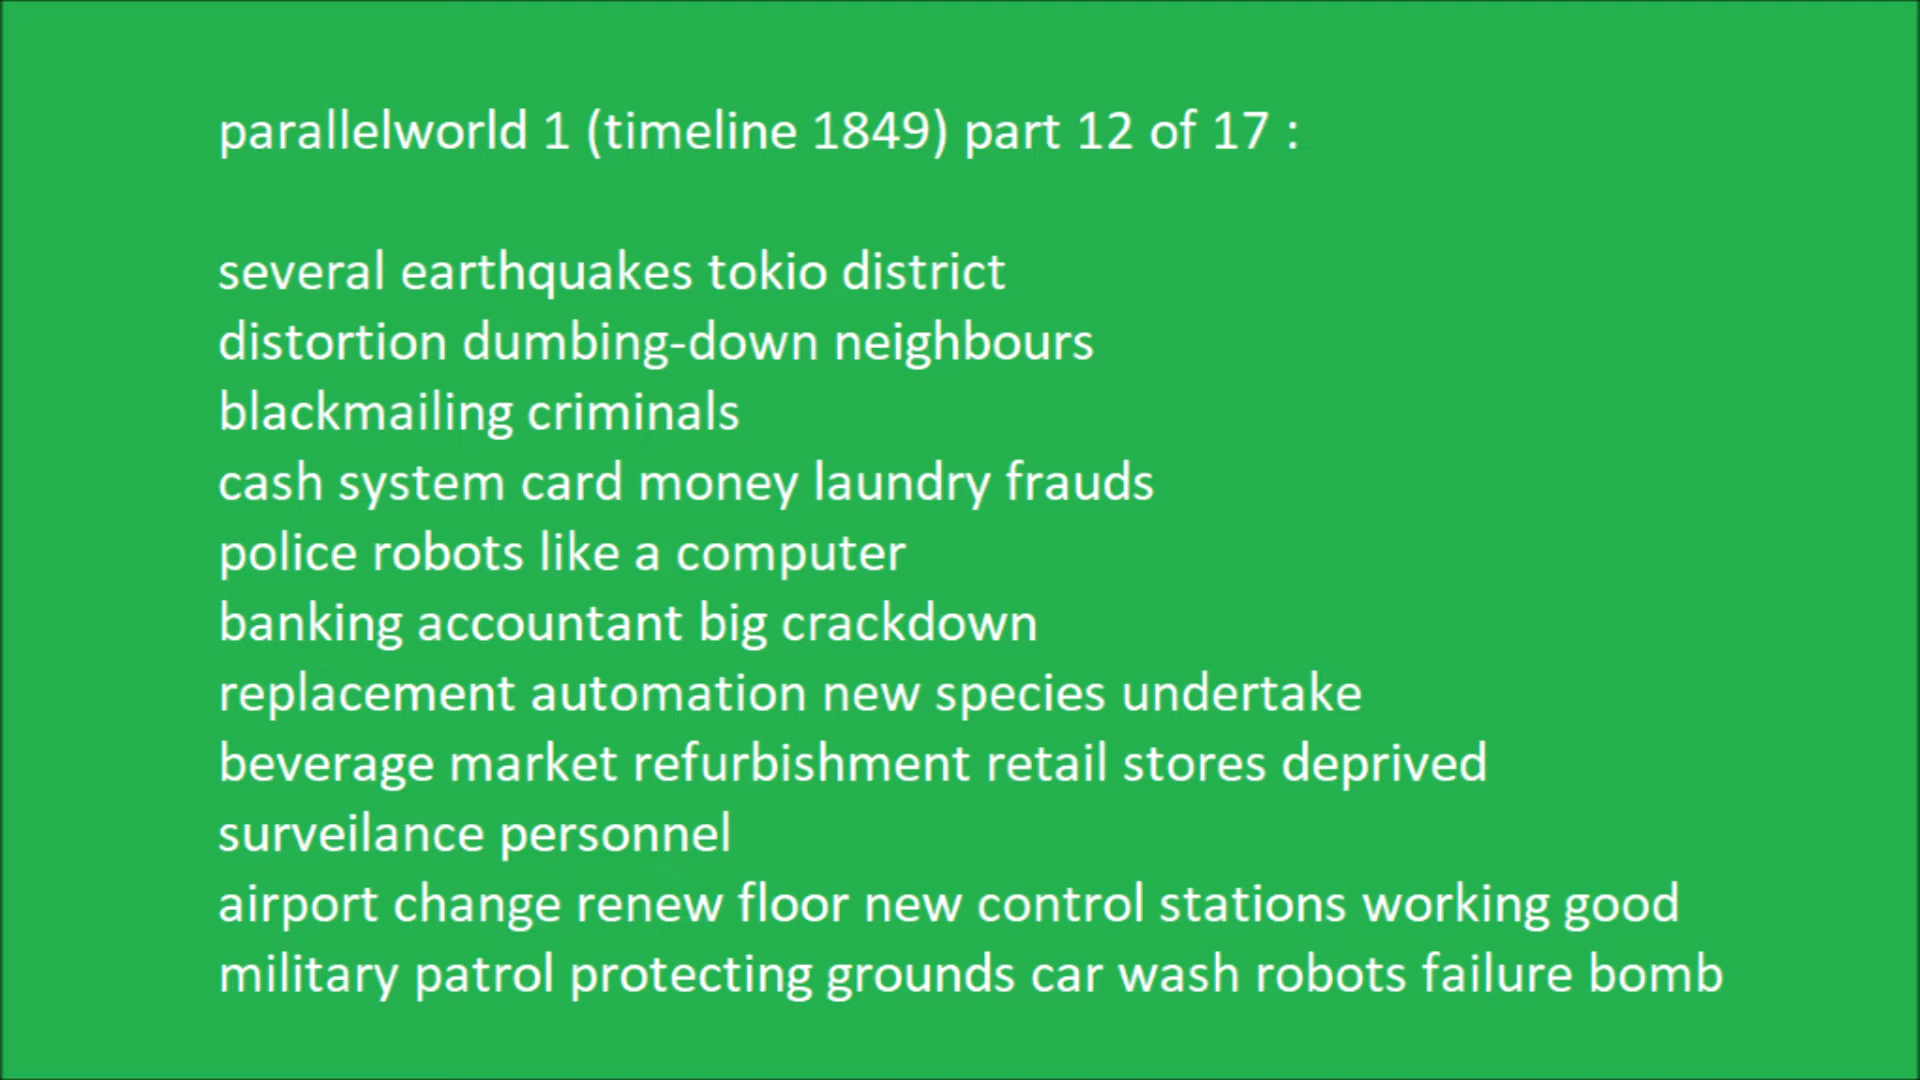 parallelworld 1 (timeline 1849) part 12 of 17 :
several earthquakes tokio district
distortion dumbing-down neighbours
blackmailing criminals
cash system card money laundry frauds
police robots like a computer
banking accountant big crackdown
replacement automation new species undertake
beverage market refurbishment retail stores deprived
surveilance personnel
airport change renew floor new control stations working good
military patrol protecting grounds car wash robots failure bomb